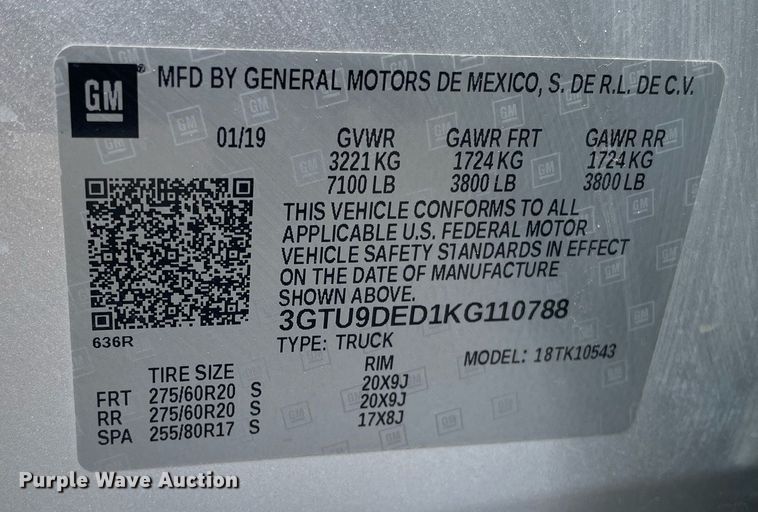 GM
MFD BY GENERAL MOTORS DE MEXICO, S. DE R.L. DE C.V.
01/19 GVWR GAWR FRT GAWR RR
3221 KG 1724 KG 1724 KG
7100 LB 3800 LB 3800 LB
THIS VEHICLE CONFORMS TO ALL
APPLICABLE U.S. FEDERAL MOTOR
VEHICLE SAFETY STANDARDS IN EFFECT
ON THE DATE OF MANUFACTURE
SHOWN ABOVE.
3GTU9DED1KG110788
636R
TYPE: TRUCK
MODEL: 18TK10543
TIRE SIZE RIM
FRT 275/60R20 S 20X9J
RR 275/60R20 S 20X9J
SPA 255/80R17 S 17X8J
Purple Wave Auction